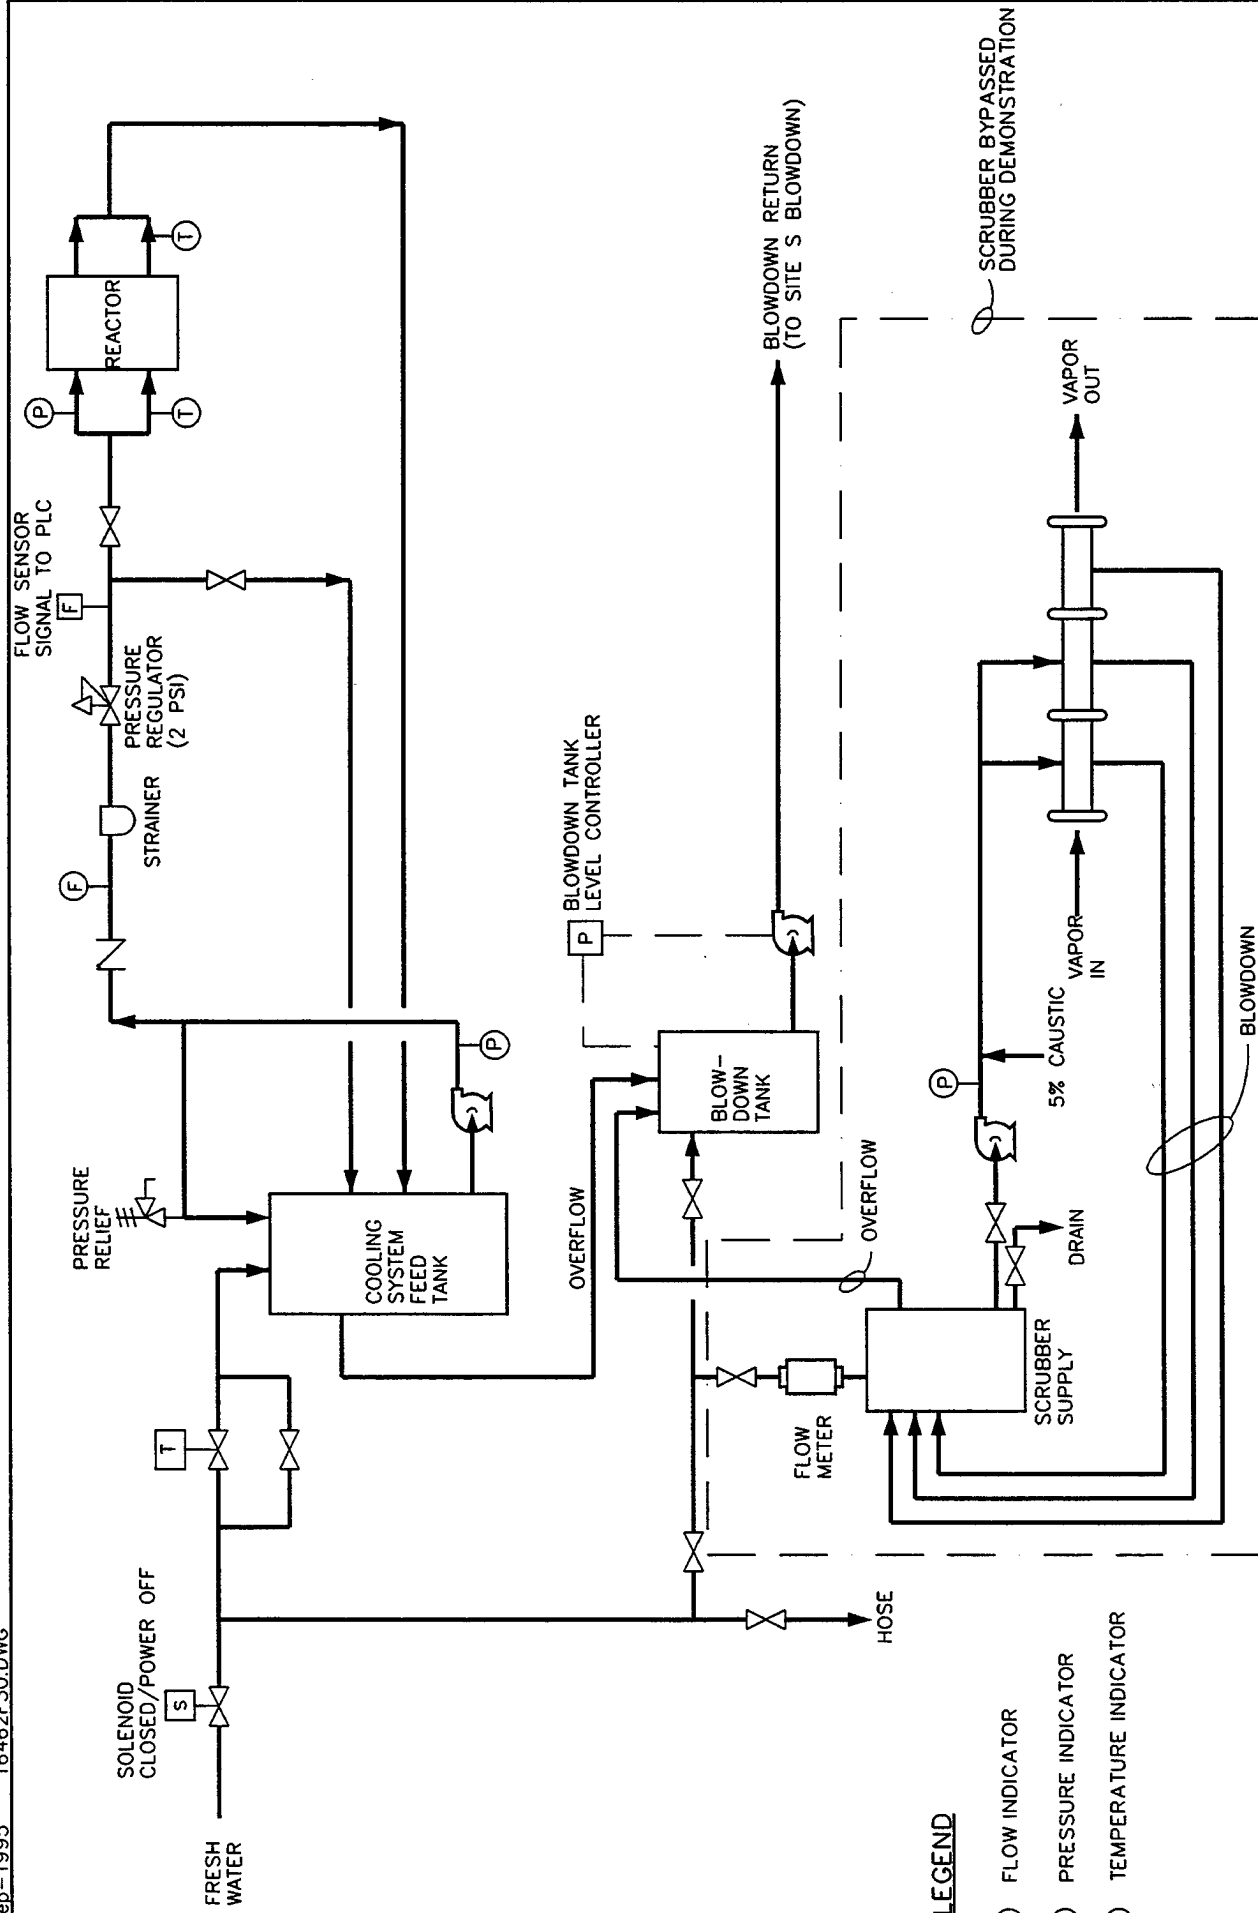 16462F30.DWG
FRESH
WATER
SOLENOID
CLOSED/POWER OFF
S
T
PRESSURE
RELIEF
COOLING
SYSTEM
FEED
TANK
P
F
STRAINER
PRESSURE
REGULATOR
(2 PSI)
FLOW SENSOR
SIGNAL TO PLC
F
P
T
REACTOR
T
OVERFLOW
BLOW-
DOWN
TANK
P
BLOWDOWN TANK
LEVEL CONTROLLER
BLOWDOWN RETURN
(TO SITE S BLOWDOWN)
SCRUBBER BYPASSED
DURING DEMONSTRATION
HOSE
FLOW
METER
OVERFLOW
SCRUBBER
SUPPLY
DRAIN
P
5% CAUSTIC
VAPOR
IN
VAPOR
OUT
BLOWDOWN
LEGEND
FLOW INDICATOR
PRESSURE INDICATOR
TEMPERATURE INDICATOR